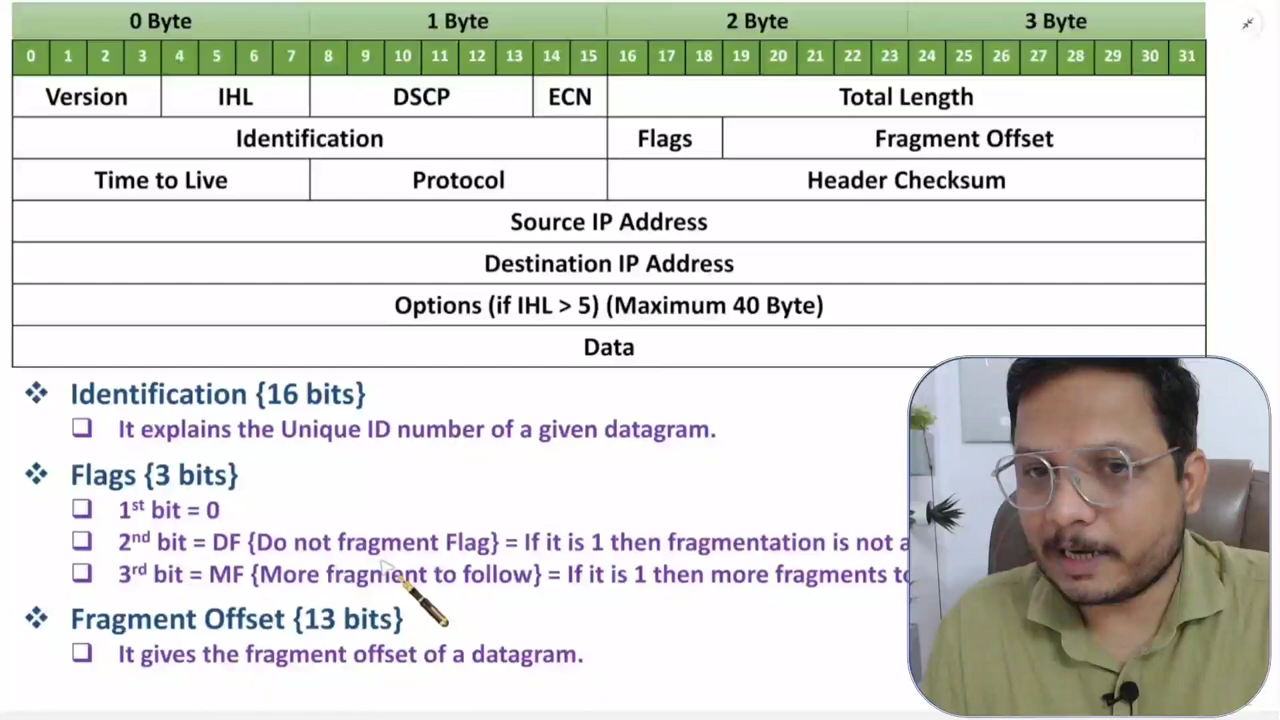 0 Byte 1 Byte 2 Byte 3 Byte
0 1 2 3 4 5 6 7 8 9 10 11 12 13 14 15 16 17 18 19 20 21 22 23 24 25 26 27 28 29 30 31
Version IHL DSCP ECN Total Length
Identification Flags Fragment Offset
Time to Live Protocol Header Checksum
Source IP Address
Destination IP Address
Options (if IHL > 5) (Maximum 40 Byte)
Data
❖ Identification {16 bits}
❑ It explains the Unique ID number of a given datagram.
❖ Flags {3 bits}
❑ 1st bit = 0
❑ 2nd bit = DF {Do not fragment Flag} = If it is 1 then fragmentation is not
❑ 3rd bit = MF {More fragment to follow} = If it is 1 then more fragments
❖ Fragment Offset {13 bits}
❑ It gives the fragment offset of a datagram.